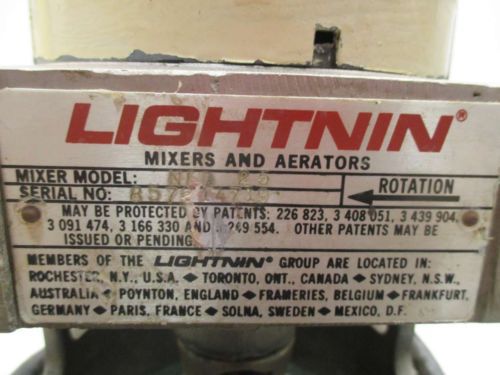 LIGHTNIN®
MIXERS AND AERATORS
MIXER MODEL:
SERIAL NO:
ROTATION
MAY BE PROTECTED BY PATENTS: 226 823, 3 408 051, 3 439 904,
3 091 474, 3 166 330 AND 249 554. OTHER PATENTS MAY BE
ISSUED OR PENDING.
MEMBERS OF THE LIGHTNIN® GROUP ARE LOCATED IN:
ROCHESTER, N.Y., U.S.A. ◆ TORONTO, ONT., CANADA ◆ SYDNEY, N.S.W.,
AUSTRALIA ◆ POYNTON, ENGLAND ◆ FRAMERIES, BELGIUM ◆ FRANKFURT,
GERMANY ◆ PARIS, FRANCE ◆ SOLNA, SWEDEN ◆ MEXICO, D.F.